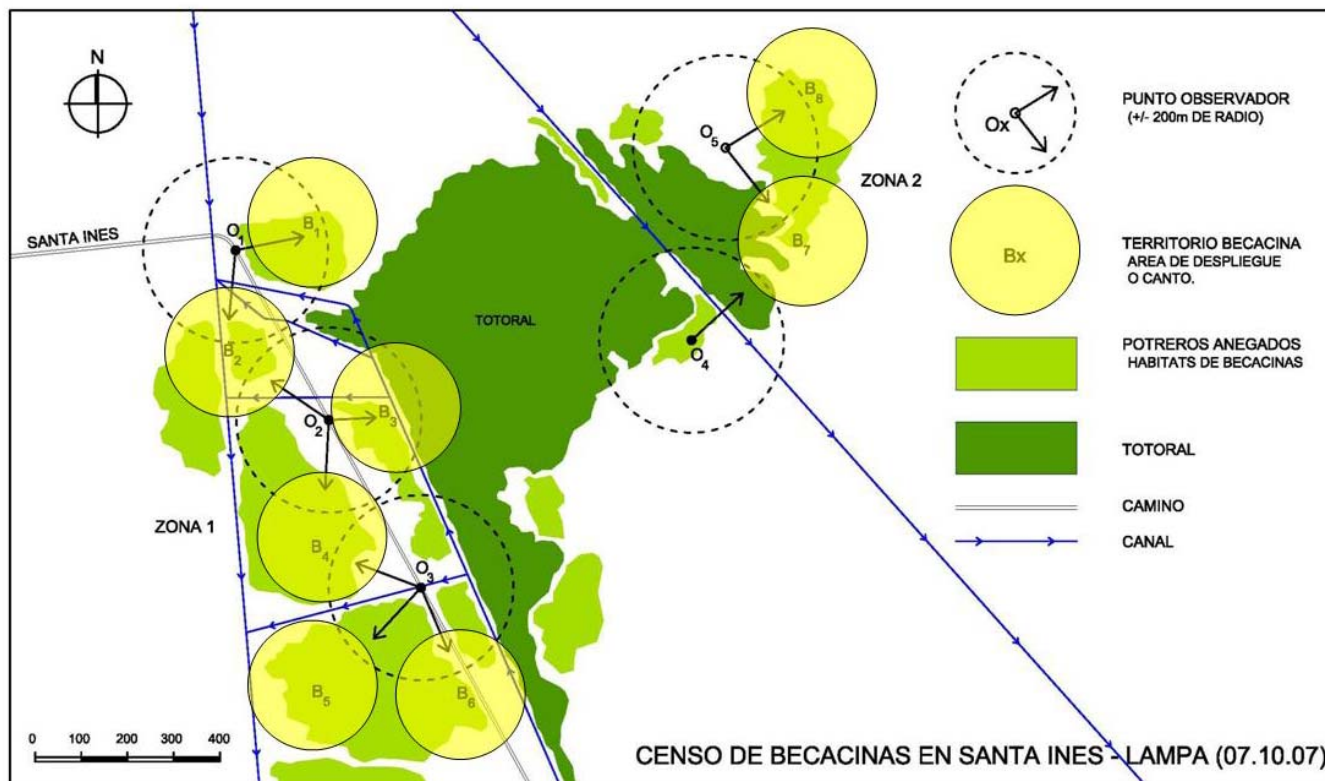 N
SANTA INES
O1
B1
B2
O2
B3
ZONA 1
B4
O3
B5
B6
TOTORAL
O4
O5
B8
B7
ZONA 2
Ox
PUNTO OBSERVADOR
(+/- 200m DE RADIO)
Bx
TERRITORIO BECACINA
AREA DE DESPLIEGUE
O CANTO.
POTREROS ANEGADOS
HABITATS DE BECACINAS
TOTORAL
CAMINO
CANAL
0 100 200 300 400
CENSO DE BECACINAS EN SANTA INES - LAMPA (07.10.07)